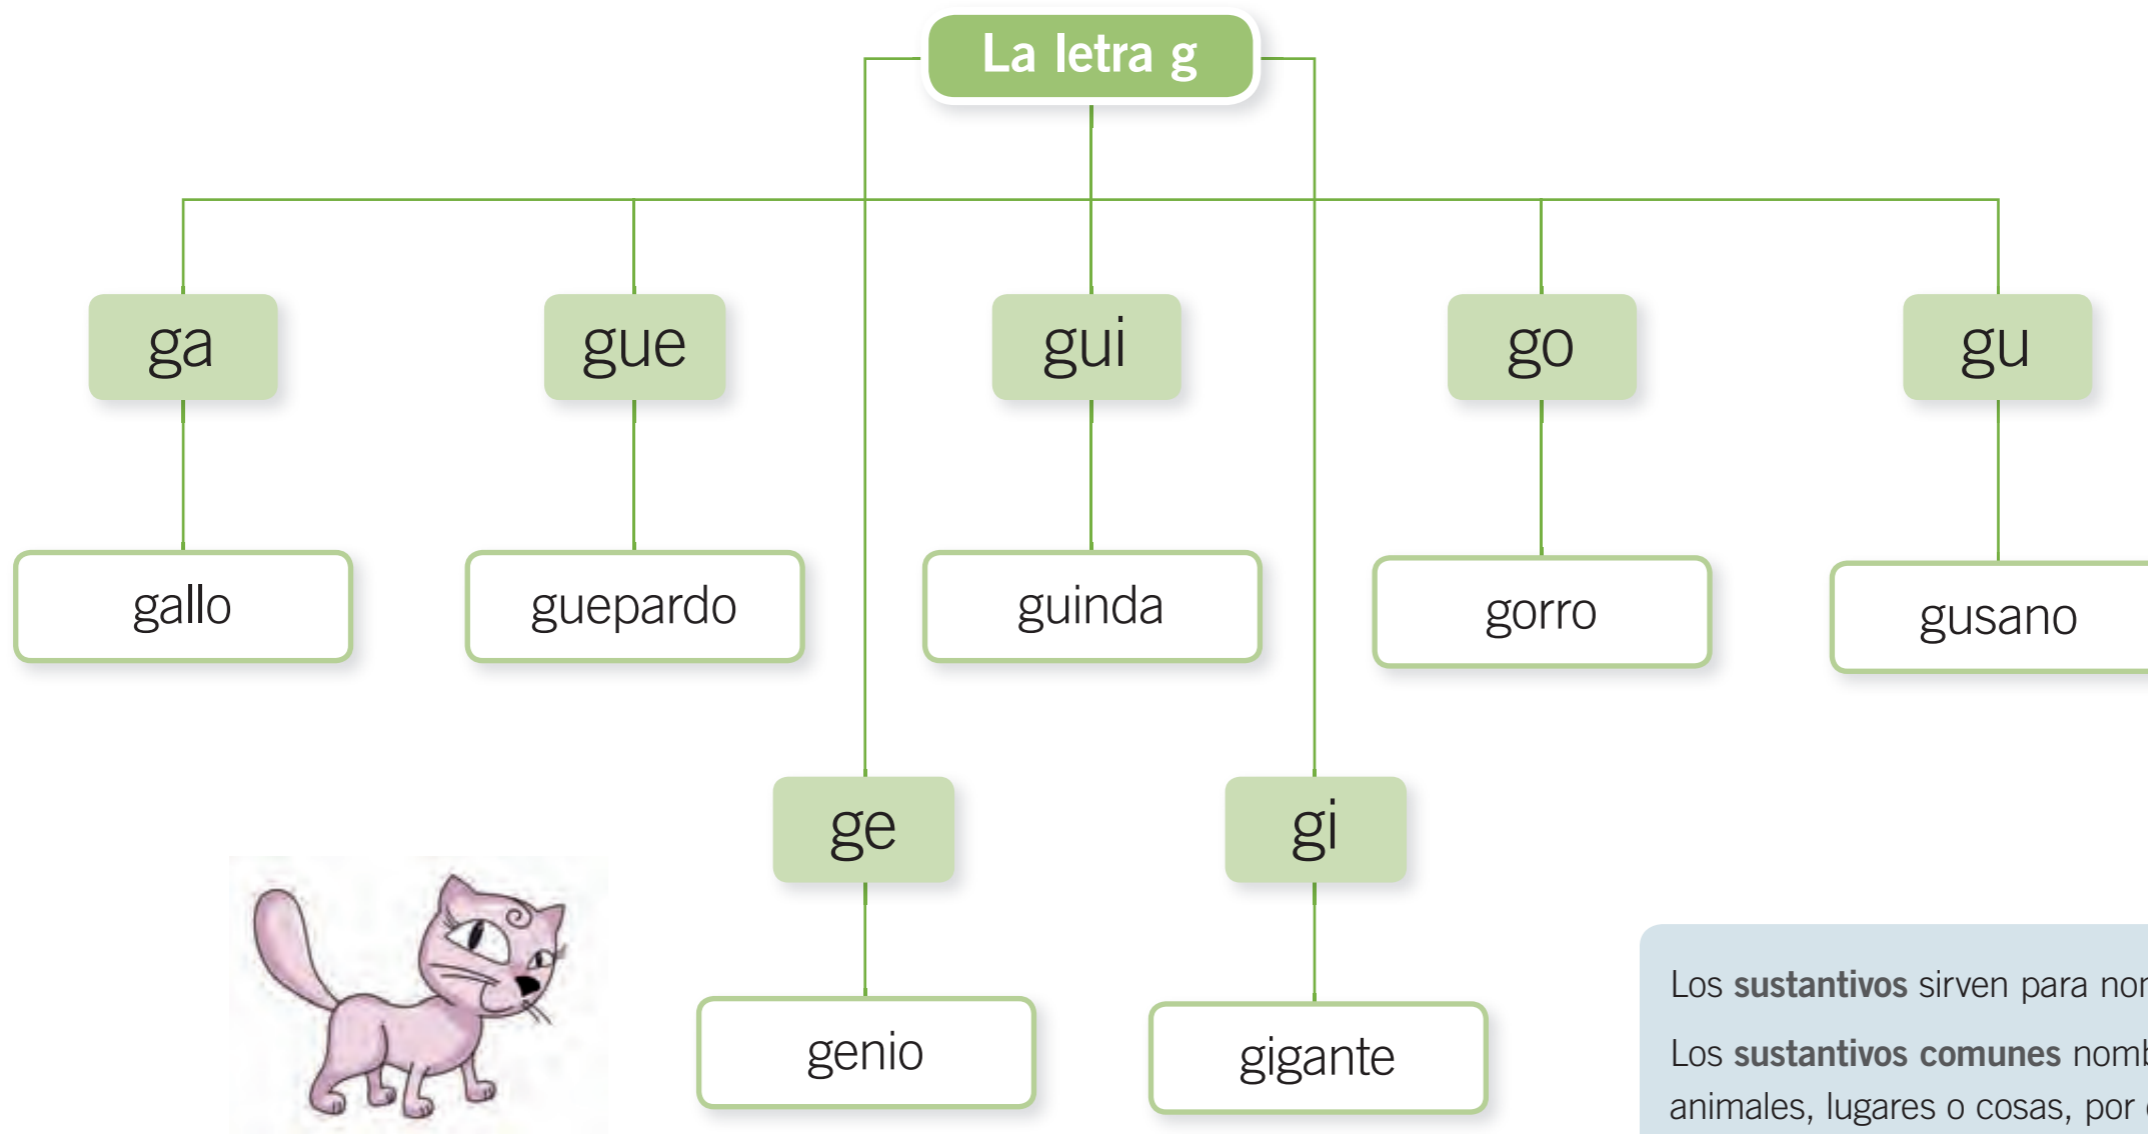 La letra g
ga gue gui go gu
gallo guepardo guinda gorro gusano
ge gi
genio gigante
Los sustantivos sirven para
Los sustantivos comunes
animales, lugares o cosas, por